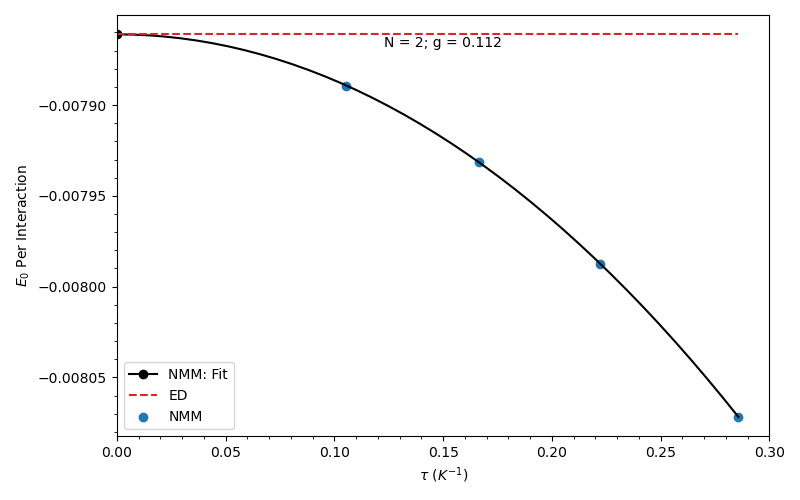 N = 2; g = 0.112
−0.00790
−0.00795
−0.00800
−0.00805
E₀ Per Interaction
NMM: Fit
ED
NMM
0.00 0.05 0.10 0.15 0.20 0.25 0.30
τ (K⁻¹)